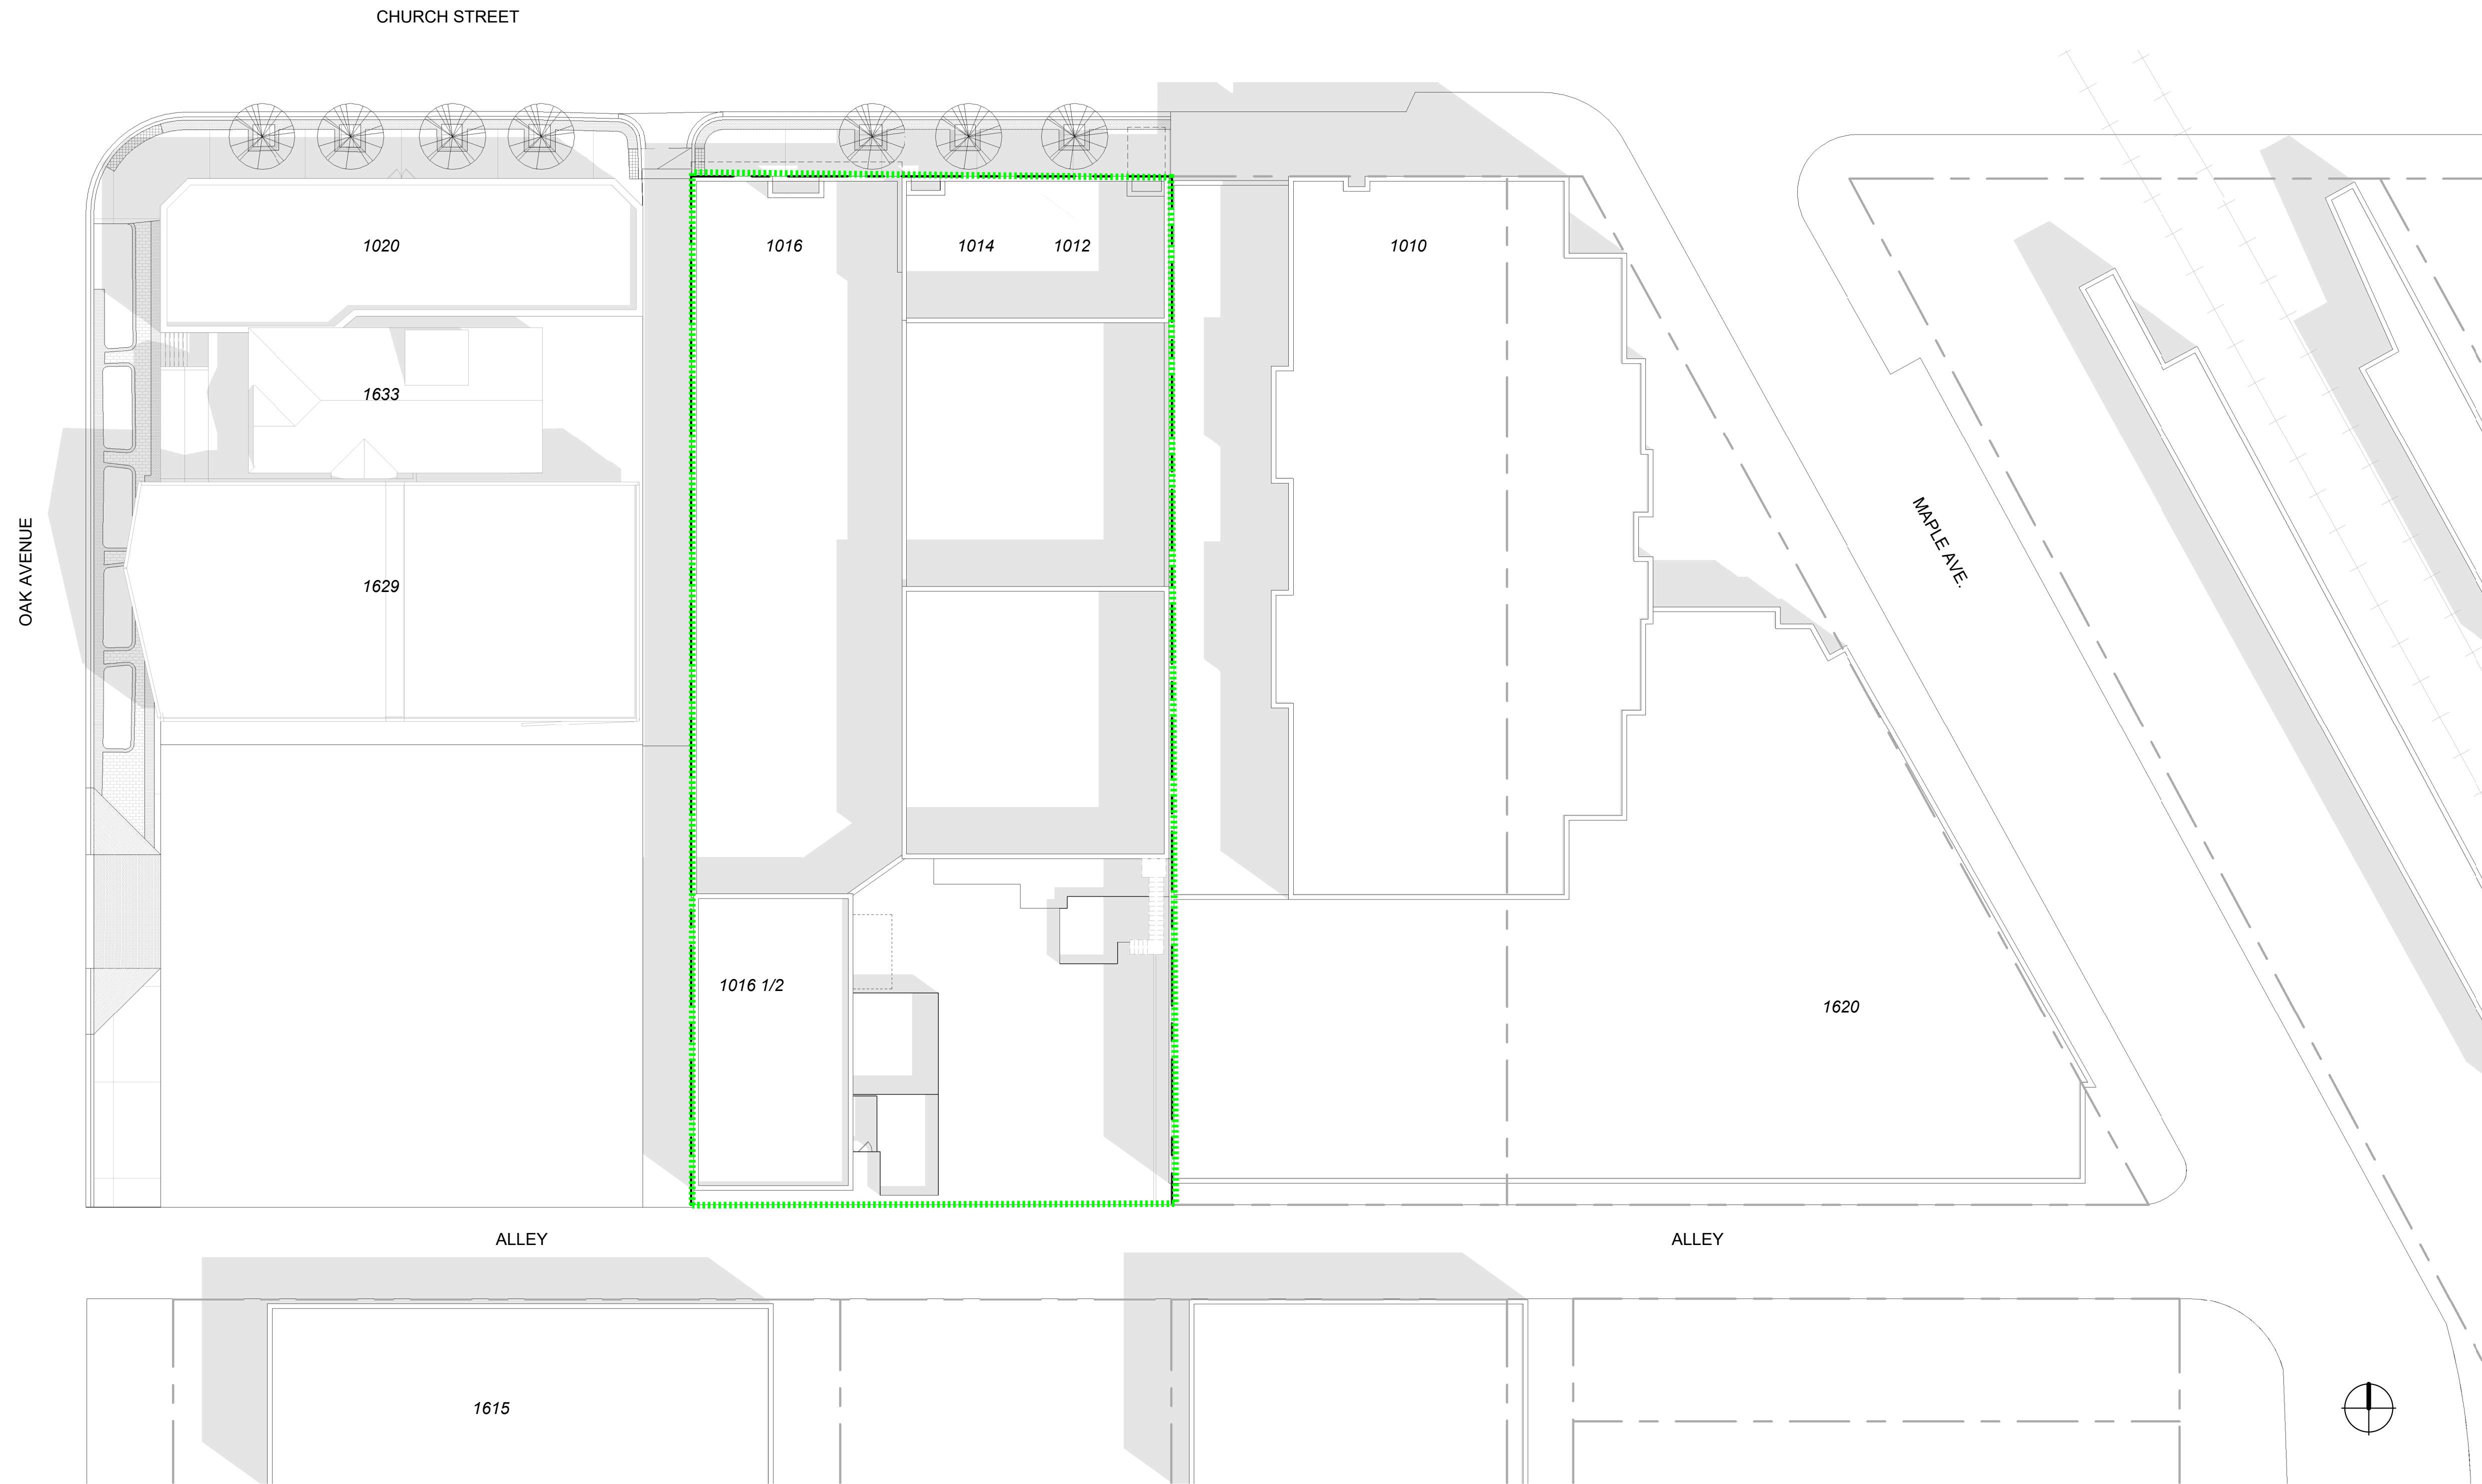 CHURCH STREET
1020
1016
1014
1012
1010
1633
OAK AVENUE
1629
MAPLE AVE.
1016 1/2
1620
ALLEY
ALLEY
1615